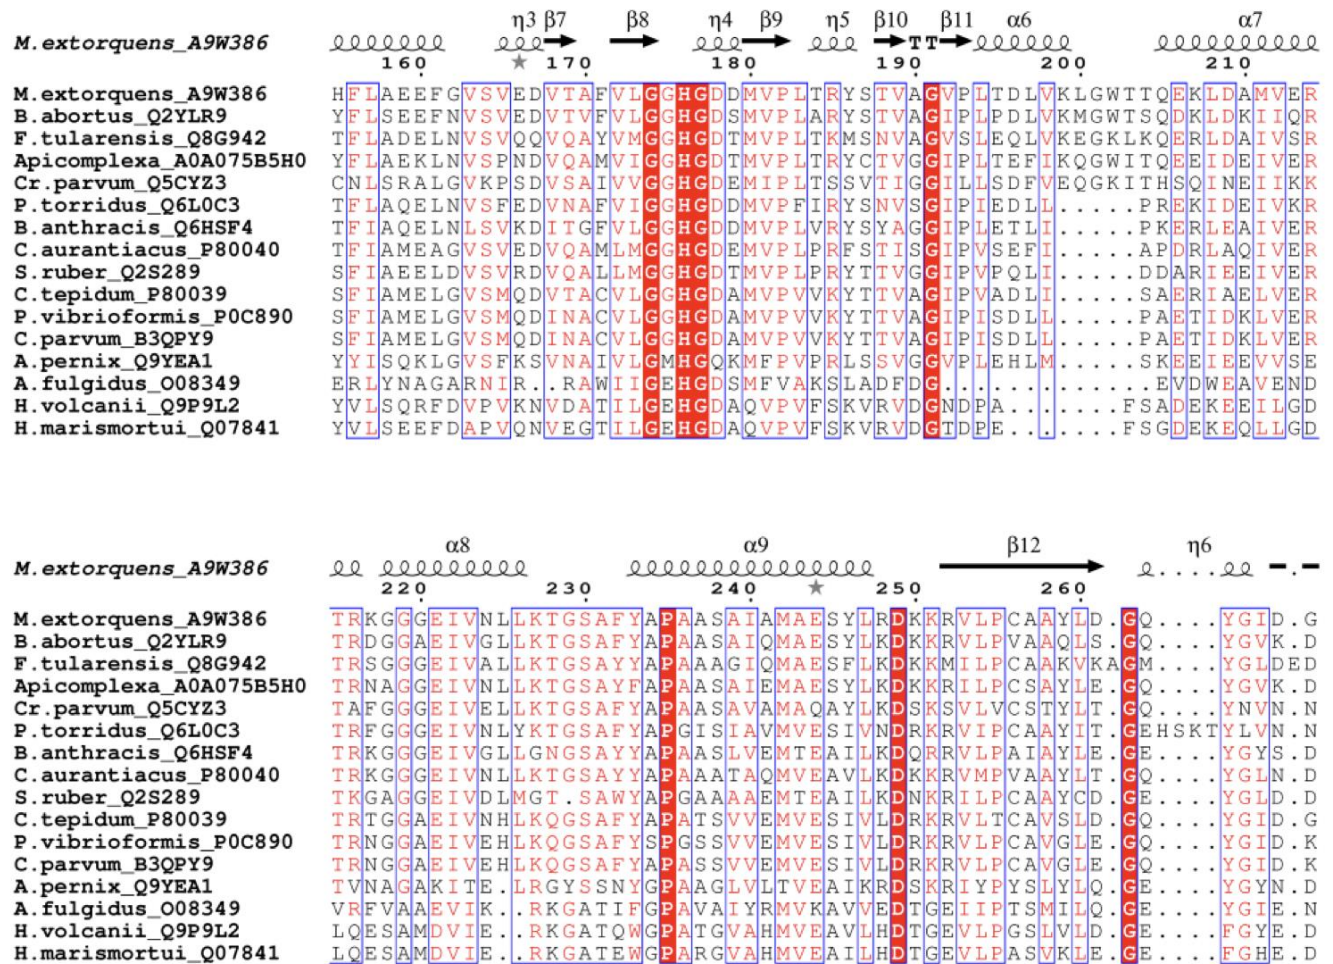 η3 β7 β8 η4 β9 η5 β10 β11 α6 α7
M.extorquens_A9W386 TT
160 170 180 190 200 210
M.extorquens_A9W386 HFLAEEFGVSVEDVTAFVLGGHGDDMVPLTRYSTVAGVPLTDLVKLGWTTQEKLDAMVER
B.abortus_Q2YLR9 YFLSEEFNVSVEDVTVFVLGGHGDSMVPLARYSTVAGIPLPDLVKMGWTSQDKLDKIIQR
F.tularensis_Q8G942 TFLADELNVSVQQVQAYVMGGHGDTMVPLTKMSNVAGVSLEQLVKEGKLKQERLDAIVSR
Apicomplexa_A0A075B5H0 YFLAEKLNVSPNDVQAMVIGGHGDTMVPLTRYCTVGGIPLTEFIKQGWITQEEIDEIVER
Cr.parvum_Q5CYZ3 CNLSRALGVKPSDVSAIVVGGHGDEMIPLTSSVTIGGILLSDFVEQGKITHSQINEIIKK
P.torridus_Q6L0C3 TFLAQELNVSFEDVNAFVIGGHGDDMVPFIRYSNVSGIPIEDLL.....PREKIDEIVKR
B.anthracis_Q6HSF4 TFIAQELNLSVKDITGFVLGGHGDDMVPLVRYSYAGGIPLETLI.....PKERLEAIVER
C.aurantiacus_P80040 TFIAMEAGVSVEDVQAMLMGGHGDEMVPLPRFSTISGIPVSEFI.....APDRLAQIVER
S.ruber_Q2S289 SFIAEELDVSVRDVQALLMGGHGDTMVPLPRYTTVGGIPVPQLI.....DDARIEEIVER
C.tepidum_P80039 SFIAMELGVSMQDVTACVLGGHGDAMVPVVKYTTVAGIPVADLI.....SAERIAELVER
P.vibrioformis_P0C890 SFIAMELGVSMQDINACVLGGHGDAMVPVVKYTTVAGIPISDLL.....PAETIDKLVER
C.parvum_B3QPY9 SFIAMELGVSMQDINACVLGGHGDAMVPVVKYTTVAGIPISDLL.....PAETIDKLVER
A.pernix_Q9YEA1 YYISQKLGVSFKSVNAIVLGMHGQKMFPVPRLSSVGGVPLEHLM.....SKEEIEEVVSE
A.fulgidus_O08349 ERLYNAGARNIR..RAWIIGEHGDSMFVAKSLADFDG.............EVDWEAVEND
H.volcanii_Q9P9L2 YVLSQRFDVPVKNVDATILGEHGDAQVPVFSKVRVDGNDPA.......FSADEKEEILGD
H.marismortui_Q07841 YVLSEEFDAPVQNVEGTILGEHGDAQVPVFSKVRVDGTDPE.......FSGDEKEQLLGD
α8 α9 β12 η6
M.extorquens_A9W386
220 230 240 250 260
M.extorquens_A9W386 TRKGGGEIVNLLKTGSAFYAPAASAIAMAESYLRDKKRVLPCAAYLD.GQ....YGID.G
B.abortus_Q2YLR9 TRDGGAEIVGLLKTGSAFYAPAASAIQMAESYLKDKKRVLPVAAQLS.GQ....YGVK.D
F.tularensis_Q8G942 TRSGGGEIVALLKTGSAYYAPAAAGIQMAESFLKDKKMILPCAAKVKAGM....YGLDED
Apicomplexa_A0A075B5H0 TRNAGGEIVNLLKTGSAYFAPAASAIEMAESYLKDKKRILPCSAYLE.GQ....YGVK.D
Cr.parvum_Q5CYZ3 TAFGGGEIVELLKTGSAFYAPAASAVAMAQAYLKDKSVLVCSTYLT.GQ....YNVN.N
P.torridus_Q6L0C3 TRFGGGEIVNLYKTGSAFYAPGISIAVMVESIVNDRKRVIPCAAYIT.GEHSKTYLVN.N
B.anthracis_Q6HSF4 TRKGGGEIVGLLGNGSAYYAPAASLVEMTEAILKDQRRVLPAIAYLE.GE....YGYS.D
C.aurantiacus_P80040 TRKGGGEIVNLLKTGSAYYAPAAATAQMVEAVLKDKKRVMPVAAYLT.GQ....YGLN.D
S.ruber_Q2S289 TKGAGGEIVDLMGT.SAWYAPGAAAAEMTEAILKDNKRILPCAAYCD.GE....YGLD.D
C.tepidum_P80039 TRTGGAEIVNHLKQGSAFYAPATSVVEMVESIVLDRKRVLTCAVSLD.GQ....YGID.G
P.vibrioformis_P0C890 TRNGGAEIVEHLKQGSAFYSPGSSVVEMVESIVLDRKRVLPCAVGLE.GQ....YGID.K
C.parvum_B3QPY9 TRNGGAEIVEHLKQGSAFYAPASSVVEMVESIVLDRKRVLPCAVGLE.GQ....YGID.K
A.pernix_Q9YEA1 TVNAGAKITE.LRGYSSNYGPAAGLVLTVEAIKRDSKRIYPYSLYLQ.GE....YGYN.D
A.fulgidus_O08349 VRFVAAEVIK..RKGATIFGPAVAIYRMVKAVVEDTGEIIPTSMILQ.GE....YGIE.N
H.volcanii_Q9P9L2 LQESAMDVIE..RKGATQWGPATGVAHMVEAILHDTGEVLPGSLVLD.GE....FGYE.D
H.marismortui_Q07841 LQESAMDVIE..RKGATEWGPARGVAHMVEAILHDTGEVLPASVKLE.GE....FGHE.D